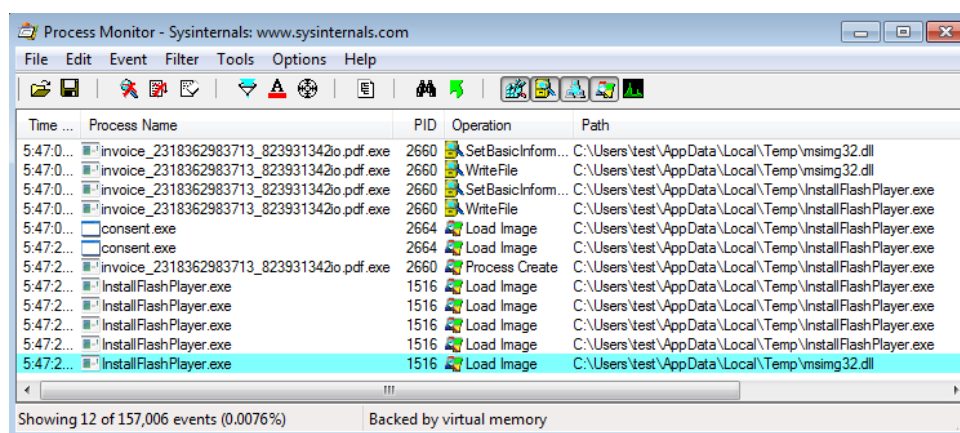 Process Monitor - Sysinternals: www.sysinternals.com
File Edit Event Filter Tools Options Help
Time ... Process Name PID Operation Path
5:47:0... invoice_2318362983713_823931342io.pdf.exe 2660 SetBasicInform... C:\Users\test\AppData\Local\Temp\msimg32.dll
5:47:0... invoice_2318362983713_823931342io.pdf.exe 2660 WriteFile C:\Users\test\AppData\Local\Temp\msimg32.dll
5:47:0... invoice_2318362983713_823931342io.pdf.exe 2660 SetBasicInform... C:\Users\test\AppData\Local\Temp\InstallFlashPlayer.exe
5:47:0... invoice_2318362983713_823931342io.pdf.exe 2660 WriteFile C:\Users\test\AppData\Local\Temp\InstallFlashPlayer.exe
5:47:0... consent.exe 2664 Load Image C:\Users\test\AppData\Local\Temp\InstallFlashPlayer.exe
5:47:2... consent.exe 2664 Load Image C:\Users\test\AppData\Local\Temp\InstallFlashPlayer.exe
5:47:2... invoice_2318362983713_823931342io.pdf.exe 2660 Process Create C:\Users\test\AppData\Local\Temp\InstallFlashPlayer.exe
5:47:2... InstallFlashPlayer.exe 1516 Load Image C:\Users\test\AppData\Local\Temp\InstallFlashPlayer.exe
5:47:2... InstallFlashPlayer.exe 1516 Load Image C:\Users\test\AppData\Local\Temp\InstallFlashPlayer.exe
5:47:2... InstallFlashPlayer.exe 1516 Load Image C:\Users\test\AppData\Local\Temp\InstallFlashPlayer.exe
5:47:2... InstallFlashPlayer.exe 1516 Load Image C:\Users\test\AppData\Local\Temp\InstallFlashPlayer.exe
5:47:2... InstallFlashPlayer.exe 1516 Load Image C:\Users\test\AppData\Local\Temp\msimg32.dll
Showing 12 of 157,006 events (0.0076%) Backed by virtual memory